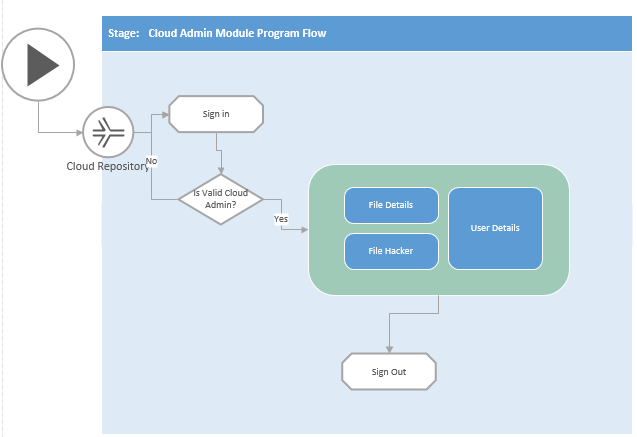 Stage: Cloud Admin Module Program Flow
Sign in
Cloud Repository
No
Is Valid Cloud
Admin?
Yes
File Details
User Details
File Hacker
Sign Out